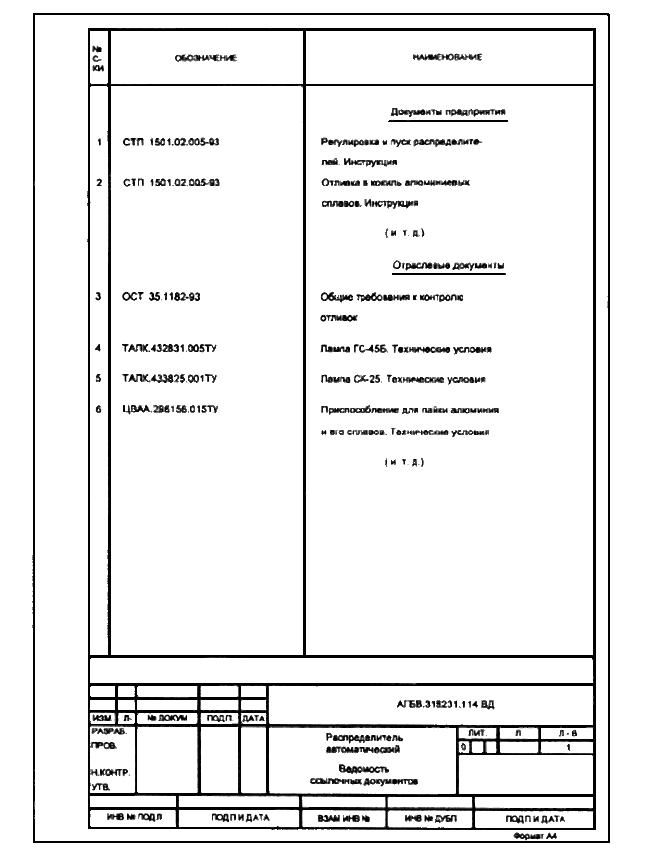 № С-КИ ОБОЗНАЧЕНИЕ НАИМЕНОВАНИЕ
Документы предприятия
1 СТП 1501.02.005-93 Регулировка и пуск распредалите-
лей. Инструкция
2 СТП 1501.02.005-93 Отливка в кокиль алюминиевых
сплавов. Инструкция
( и т. д.)
Отраслевые документы
3 ОСТ 35.1182-93 Общие требования к контролю
отливок
4 ТАЛК.432831.005ТУ Лампа ГС-45Б. Технические условия
5 ТАЛК.433825.001ТУ Лампа СК-25. Технические условия
6 ЦВАА.296156.015ТУ Приспособление для пайки алюминия
и его сплавов. Технические условия
( и т. д.)
АГБВ.318231.114 ВД
ИЗМ Л- № ДОКУМ ПОДП. ДАТА
РАЗРАБ.
ПРОВ.
Н.КОНТР.
УТВ.
Распределитель
автоматический
Ведомость
ссылочных документов
ЛИТ. Л Л - В
0 1
ИНВ № ПОДЛ ПОДП И ДАТА ВЗАМ ИНВ № ИНВ № ДУБЛ ПОДП И ДАТА
Формат А4